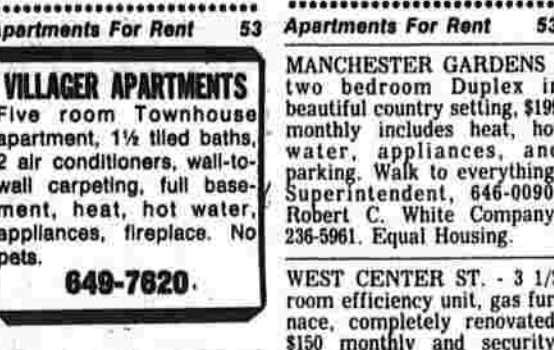 Apartments For Rent 53
VILLAGER APARTMENTS
Five room Townhouse
apartment, 1½ tiled baths,
2 air conditioners, wall-to-
wall carpeting, full base-
ment, heat, hot water,
appliances, fireplace. No
pets.
649-7620.
Apartments For Rent 53
MANCHESTER GARDENS
two bedroom Duplex in
beautiful country setting,
monthly includes heat, hot
water, appliances, and
parking. Walk to everything.
Superintendent, 646-0090,
Robert C. White Company
236-5961. Equal Housing.
WEST CENTER ST. - 3 1/2
room efficiency unit, gas fur-
nace, completely renovated,
$150 monthly and security.